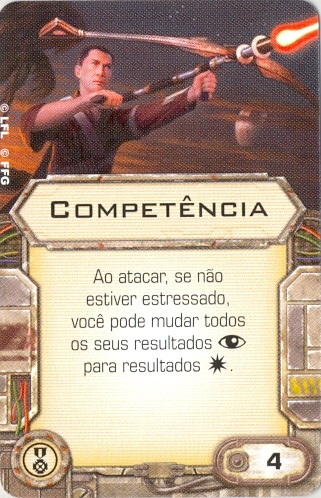 © LFL © FFG
COMPETÊNCIA
Ao atacar, se não
estiver estressado,
você pode mudar todos
os seus resultados
para resultados .
4